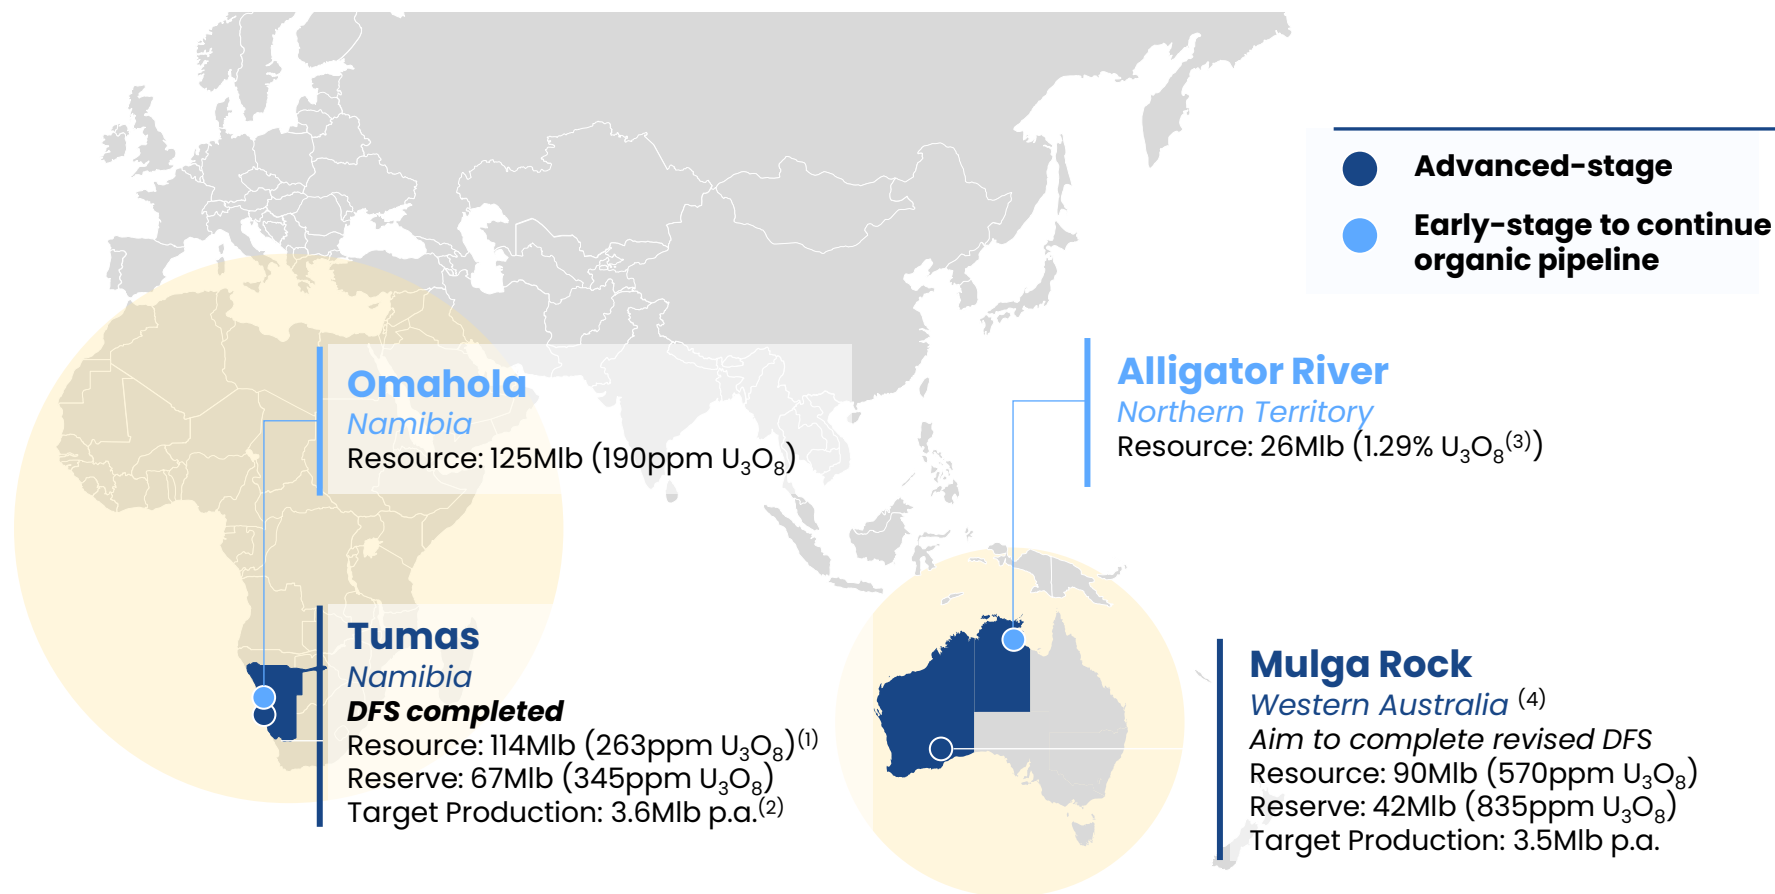 Advanced-stage
Early-stage to continue
organic pipeline
Omahola
Namibia
Resource: 125Mlb (190ppm U₃O₈)
Alligator River
Northern Territory
Resource: 26Mlb (1.29% U₃O₈⁽³⁾)
Tumas
Namibia
DFS completed
Resource: 114Mlb (263ppm U₃O₈)⁽¹⁾
Reserve: 67Mlb (345ppm U₃O₈)
Target Production: 3.6Mlb p.a.⁽²⁾
Mulga Rock
Western Australia ⁽⁴⁾
Aim to complete revised DFS
Resource: 90Mlb (570ppm U₃O₈)
Reserve: 42Mlb (835ppm U₃O₈)
Target Production: 3.5Mlb p.a.